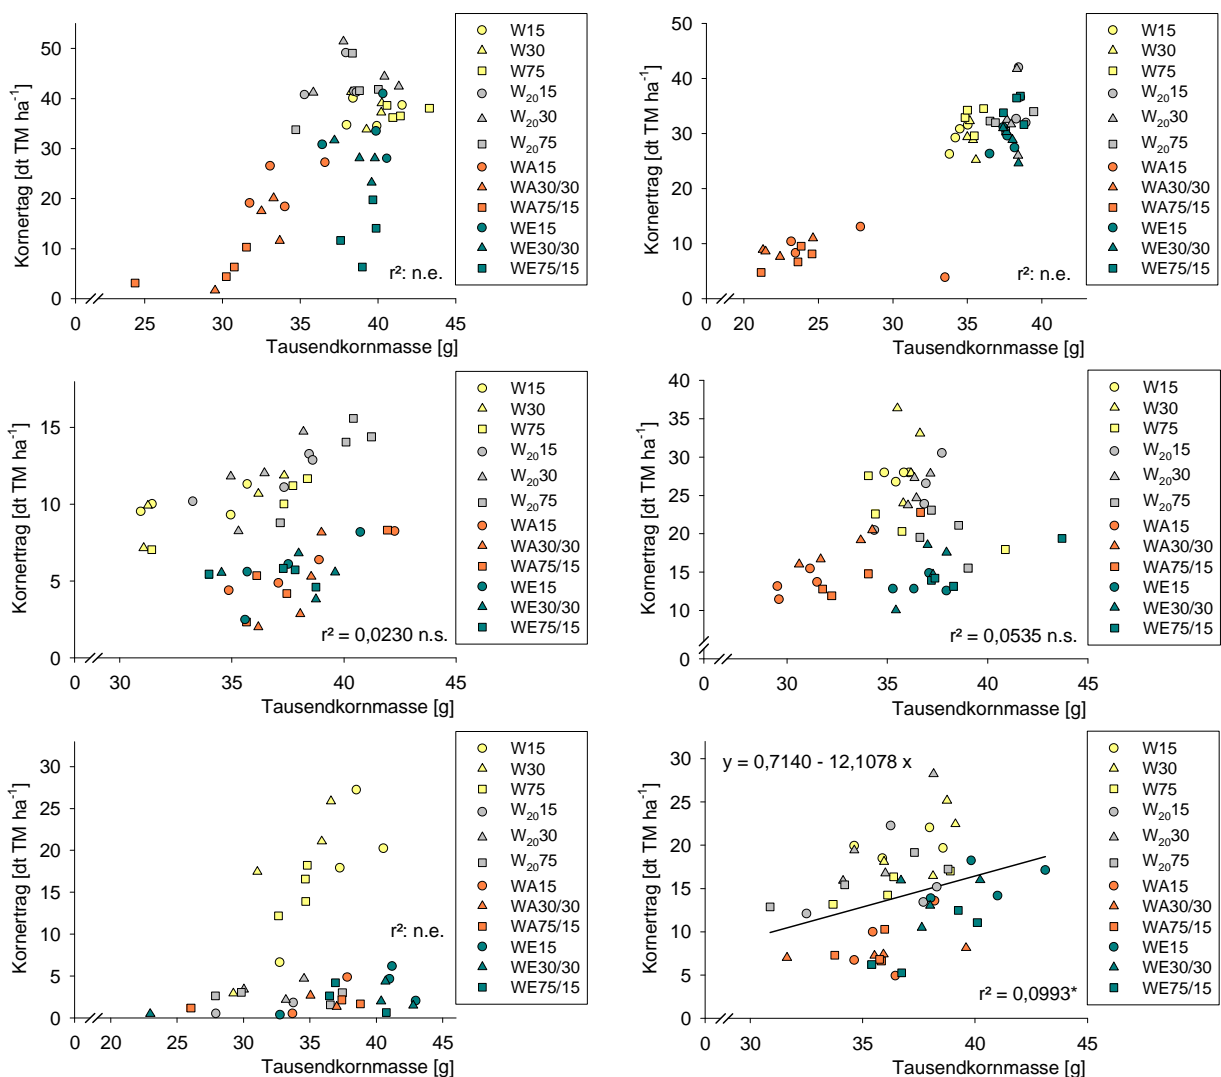 Kornertag [dt TM ha⁻¹]
50
40
30
20
10
0
0 25 30 35 40 45
Tausendkornmasse [g]
r²: n.e.
W15
W30
W75
W₂₀15
W₂₀30
W₂₀75
WA15
WA30/30
WA75/15
WE15
WE30/30
WE75/15
Kornertrag [dt TM ha⁻¹]
50
40
30
20
10
0
0 20 25 30 35 40
Tausendkornmasse [g]
r²: n.e.
W15
W30
W75
W₂₀15
W₂₀30
W₂₀75
WA15
WA30/30
WA75/15
WE15
WE30/30
WE75/15
Kornertrag [dt TM ha⁻¹]
15
10
5
0
0 30 35 40 45
Tausendkornmasse [g]
r² = 0,0230 n.s.
W15
W30
W75
W₂₀15
W₂₀30
W₂₀75
WA15
WA30/30
WA75/15
WE15
WE30/30
WE75/15
Kornertrag [dt TM ha⁻¹]
40
35
30
25
20
15
10
0
0 30 35 40 45
Tausendkornmasse [g]
r² = 0,0535 n.s.
W15
W30
W75
W₂₀15
W₂₀30
W₂₀75
WA15
WA30/30
WA75/15
WE15
WE30/30
WE75/15
Kornertrag [dt TM ha⁻¹]
30
25
20
15
10
5
0
0 20 25 30 35 40 45
Tausendkornmasse [g]
r²: n.e.
W15
W30
W75
W₂₀15
W₂₀30
W₂₀75
WA15
WA30/30
WA75/15
WE15
WE30/30
WE75/15
Kornertrag [dt TM ha⁻¹]
30
25
20
15
10
5
0
0 30 35 40 45
Tausendkornmasse [g]
y = 0,7140 - 12,1078 x
r² = 0,0993*
W15
W30
W75
W₂₀15
W₂₀30
W₂₀75
WA15
WA30/30
WA75/15
WE15
WE30/30
WE75/15